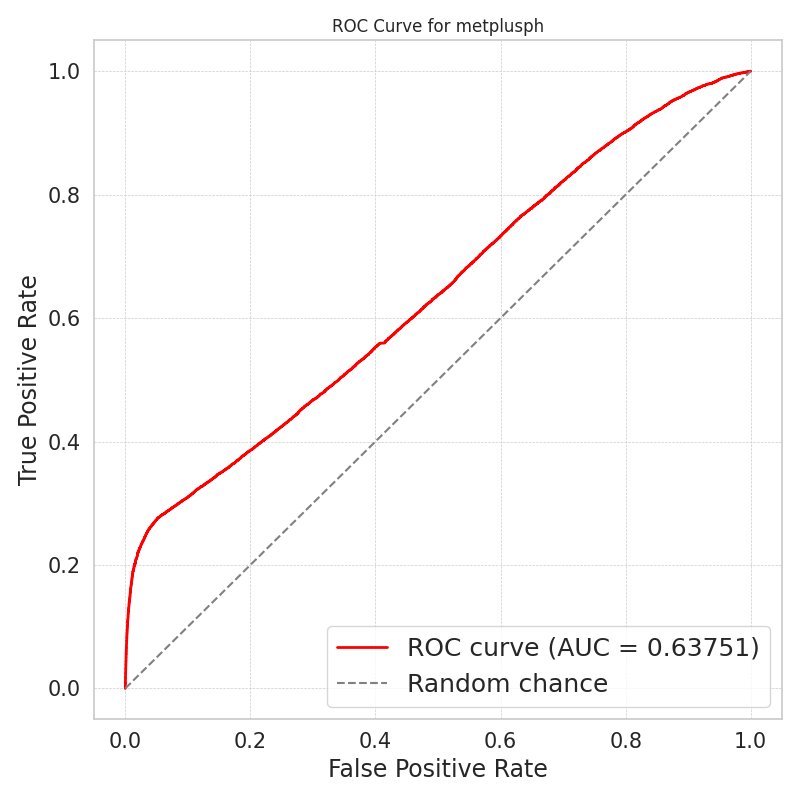 ROC Curve for metplusph
1.0
0.8
0.6
0.4
0.2
0.0
True Positive Rate
ROC curve (AUC = 0.63751)
Random chance
0.0 0.2 0.4 0.6 0.8 1.0
False Positive Rate